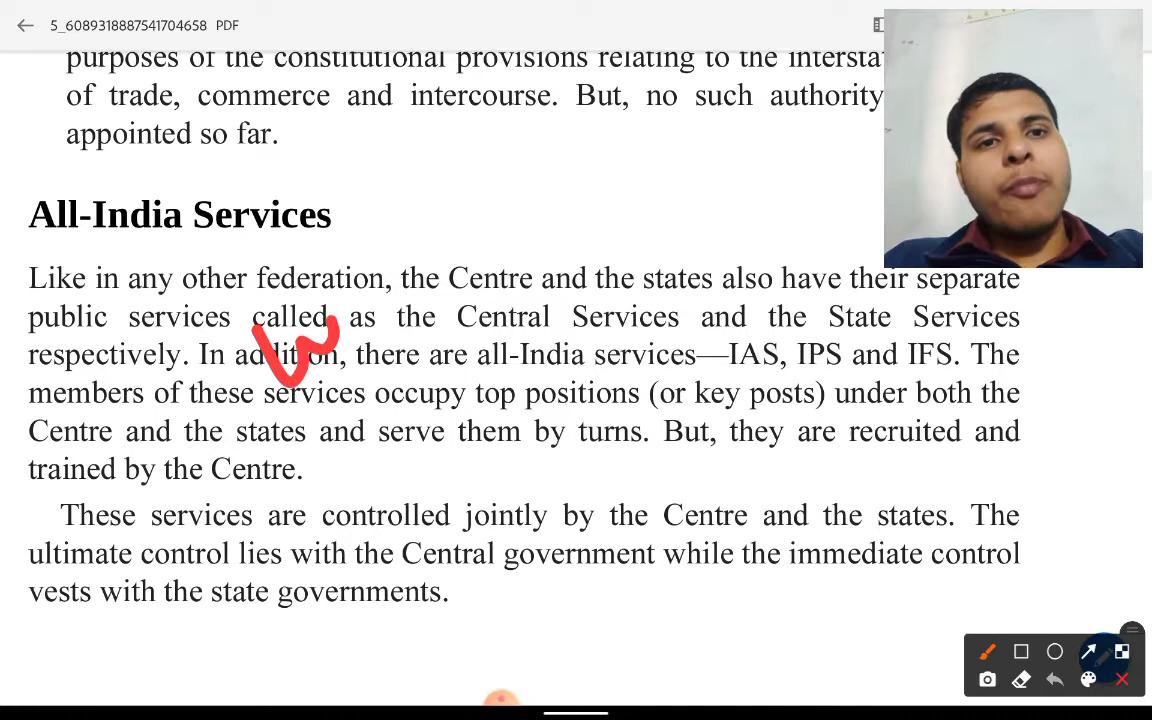 5_6089318887541704658 PDF
purposes of the constitutional provisions relating to the
of trade, commerce and intercourse. But, no such authority
appointed so far.
All-India Services
Like in any other federation, the Centre and the states also have their separate
public services called as the Central Services and the State Services
respectively. In addition, there are all-India services—IAS, IPS and IFS. The
members of these services occupy top positions (or key posts) under both the
Centre and the states and serve them by turns. But, they are recruited and
trained by the Centre.
These services are controlled jointly by the Centre and the states. The
ultimate control lies with the Central government while the immediate control
vests with the state governments.